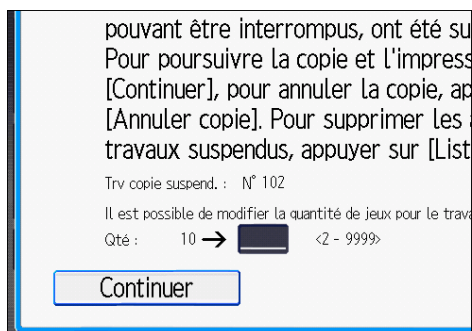 pouvant être interrompus, ont été su
Pour poursuivre la copie et l'impress
[Continuer], pour annuler la copie, ap
[Annuler copie]. Pour supprimer les
travaux suspendus, appuyer sur [List
Trv copie suspend. : N° 102
Il est possible de modifier la quantité de jeux pour le trava
Qté : 10 → <2 - 9999>
Continuer